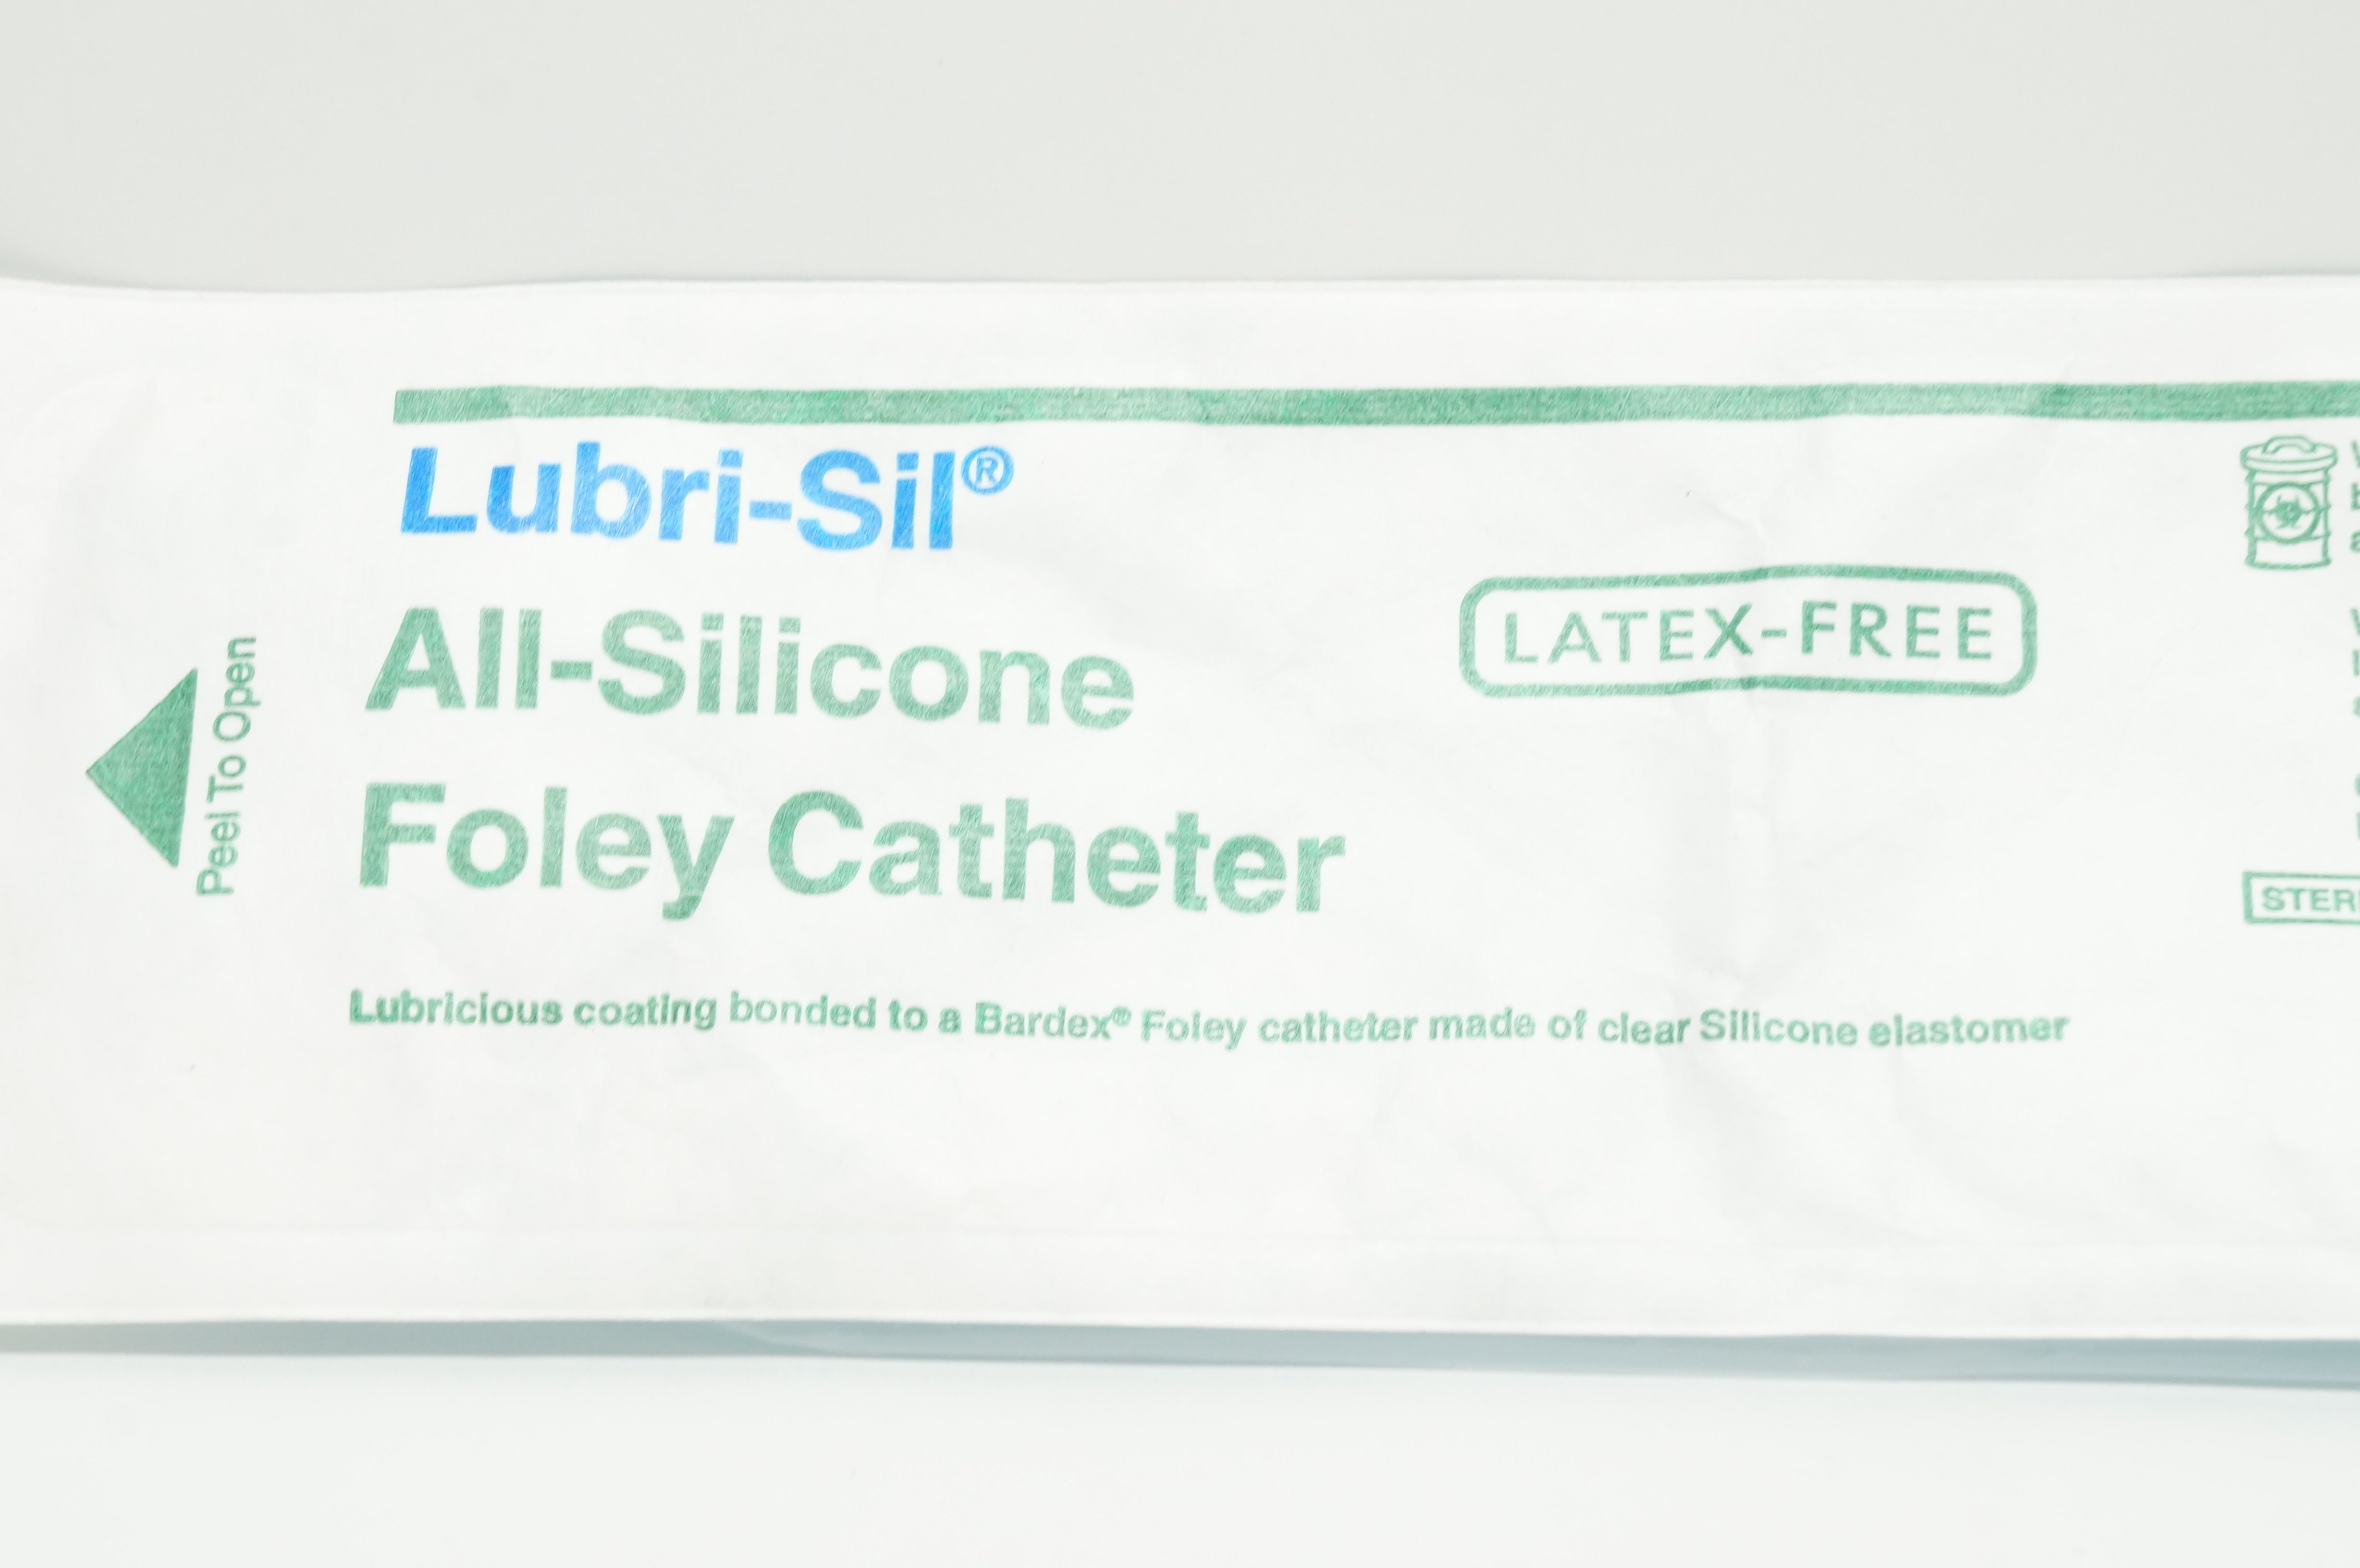 Lubri-Sil®
All-Silicone
Foley Catheter
LATEX-FREE
Peel To Open
Lubricious coating bonded to a Bardex® Foley catheter made of clear Silicone elastomer